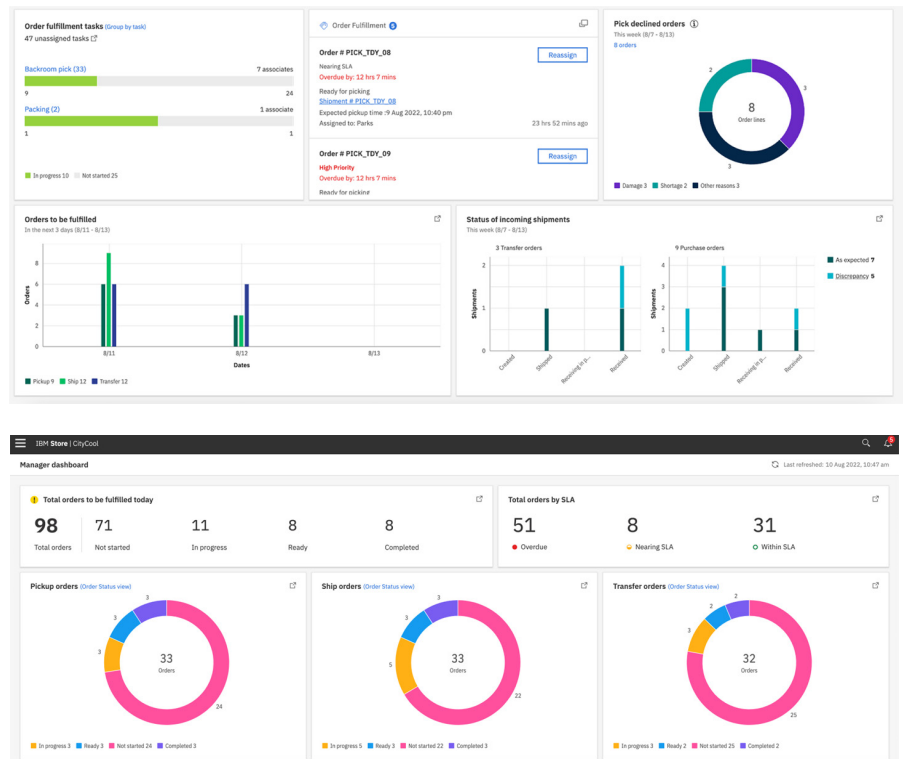 Order fulfillment tasks (Group by task)
47 unassigned tasks
Backroom pick (33) 7 associates
9 24
Packing (2) 1 associate
1 1
In progress 10 Not started 25
Order Fulfillment 5
Order # PICK_TDY_08 Reassign
Nearing SLA
Overdue by: 12 hrs 7 mins
Ready for picking
Shipment # PICK_TDY_08
Expected pickup time :9 Aug 2022, 10:40 pm
Assigned to: Parks 23 hrs 52 mins ago
Order # PICK_TDY_09 Reassign
High Priority
Overdue by: 12 hrs 7 mins
Ready for picking
Pick declined orders
This week (8/7 - 8/13)
8 orders
2
3
8
Order lines
3
Damage 3 Shortage 2 Other reasons 3
Orders to be fulfilled
In the next 3 days (8/11 - 8/13)
Orders
8
6
4
2
0
8/11 8/12 8/13
Dates
Pickup 9 Ship 12 Transfer 12
Status of incoming shipments
This week (8/7 - 8/13)
3 Transfer orders
Shipments
2
1
0
Created Shipped Receiving in p... Received
9 Purchase orders
Shipments
4
3
2
1
0
Created Shipped Receiving in p... Received
As expected 7
Discrepancy 5
IBM Store | CityCool 5
Manager dashboard Last refreshed: 10 Aug 2022, 10:47 am
Total orders to be fulfilled today
98 71 11 8 8
Total orders Not started In progress Ready Completed
Total orders by SLA
51 8 31
Overdue Nearing SLA Within SLA
Pickup orders (Order Status view)
3
3
3
33
Orders
24
In progress 3 Ready 3 Not started 24 Completed 3
Ship orders (Order Status view)
3
3
5
33
Orders
22
In progress 5 Ready 3 Not started 22 Completed 3
Transfer orders (Order Status view)
2
2
3
32
Orders
25
In progress 3 Ready 2 Not started 25 Completed 2